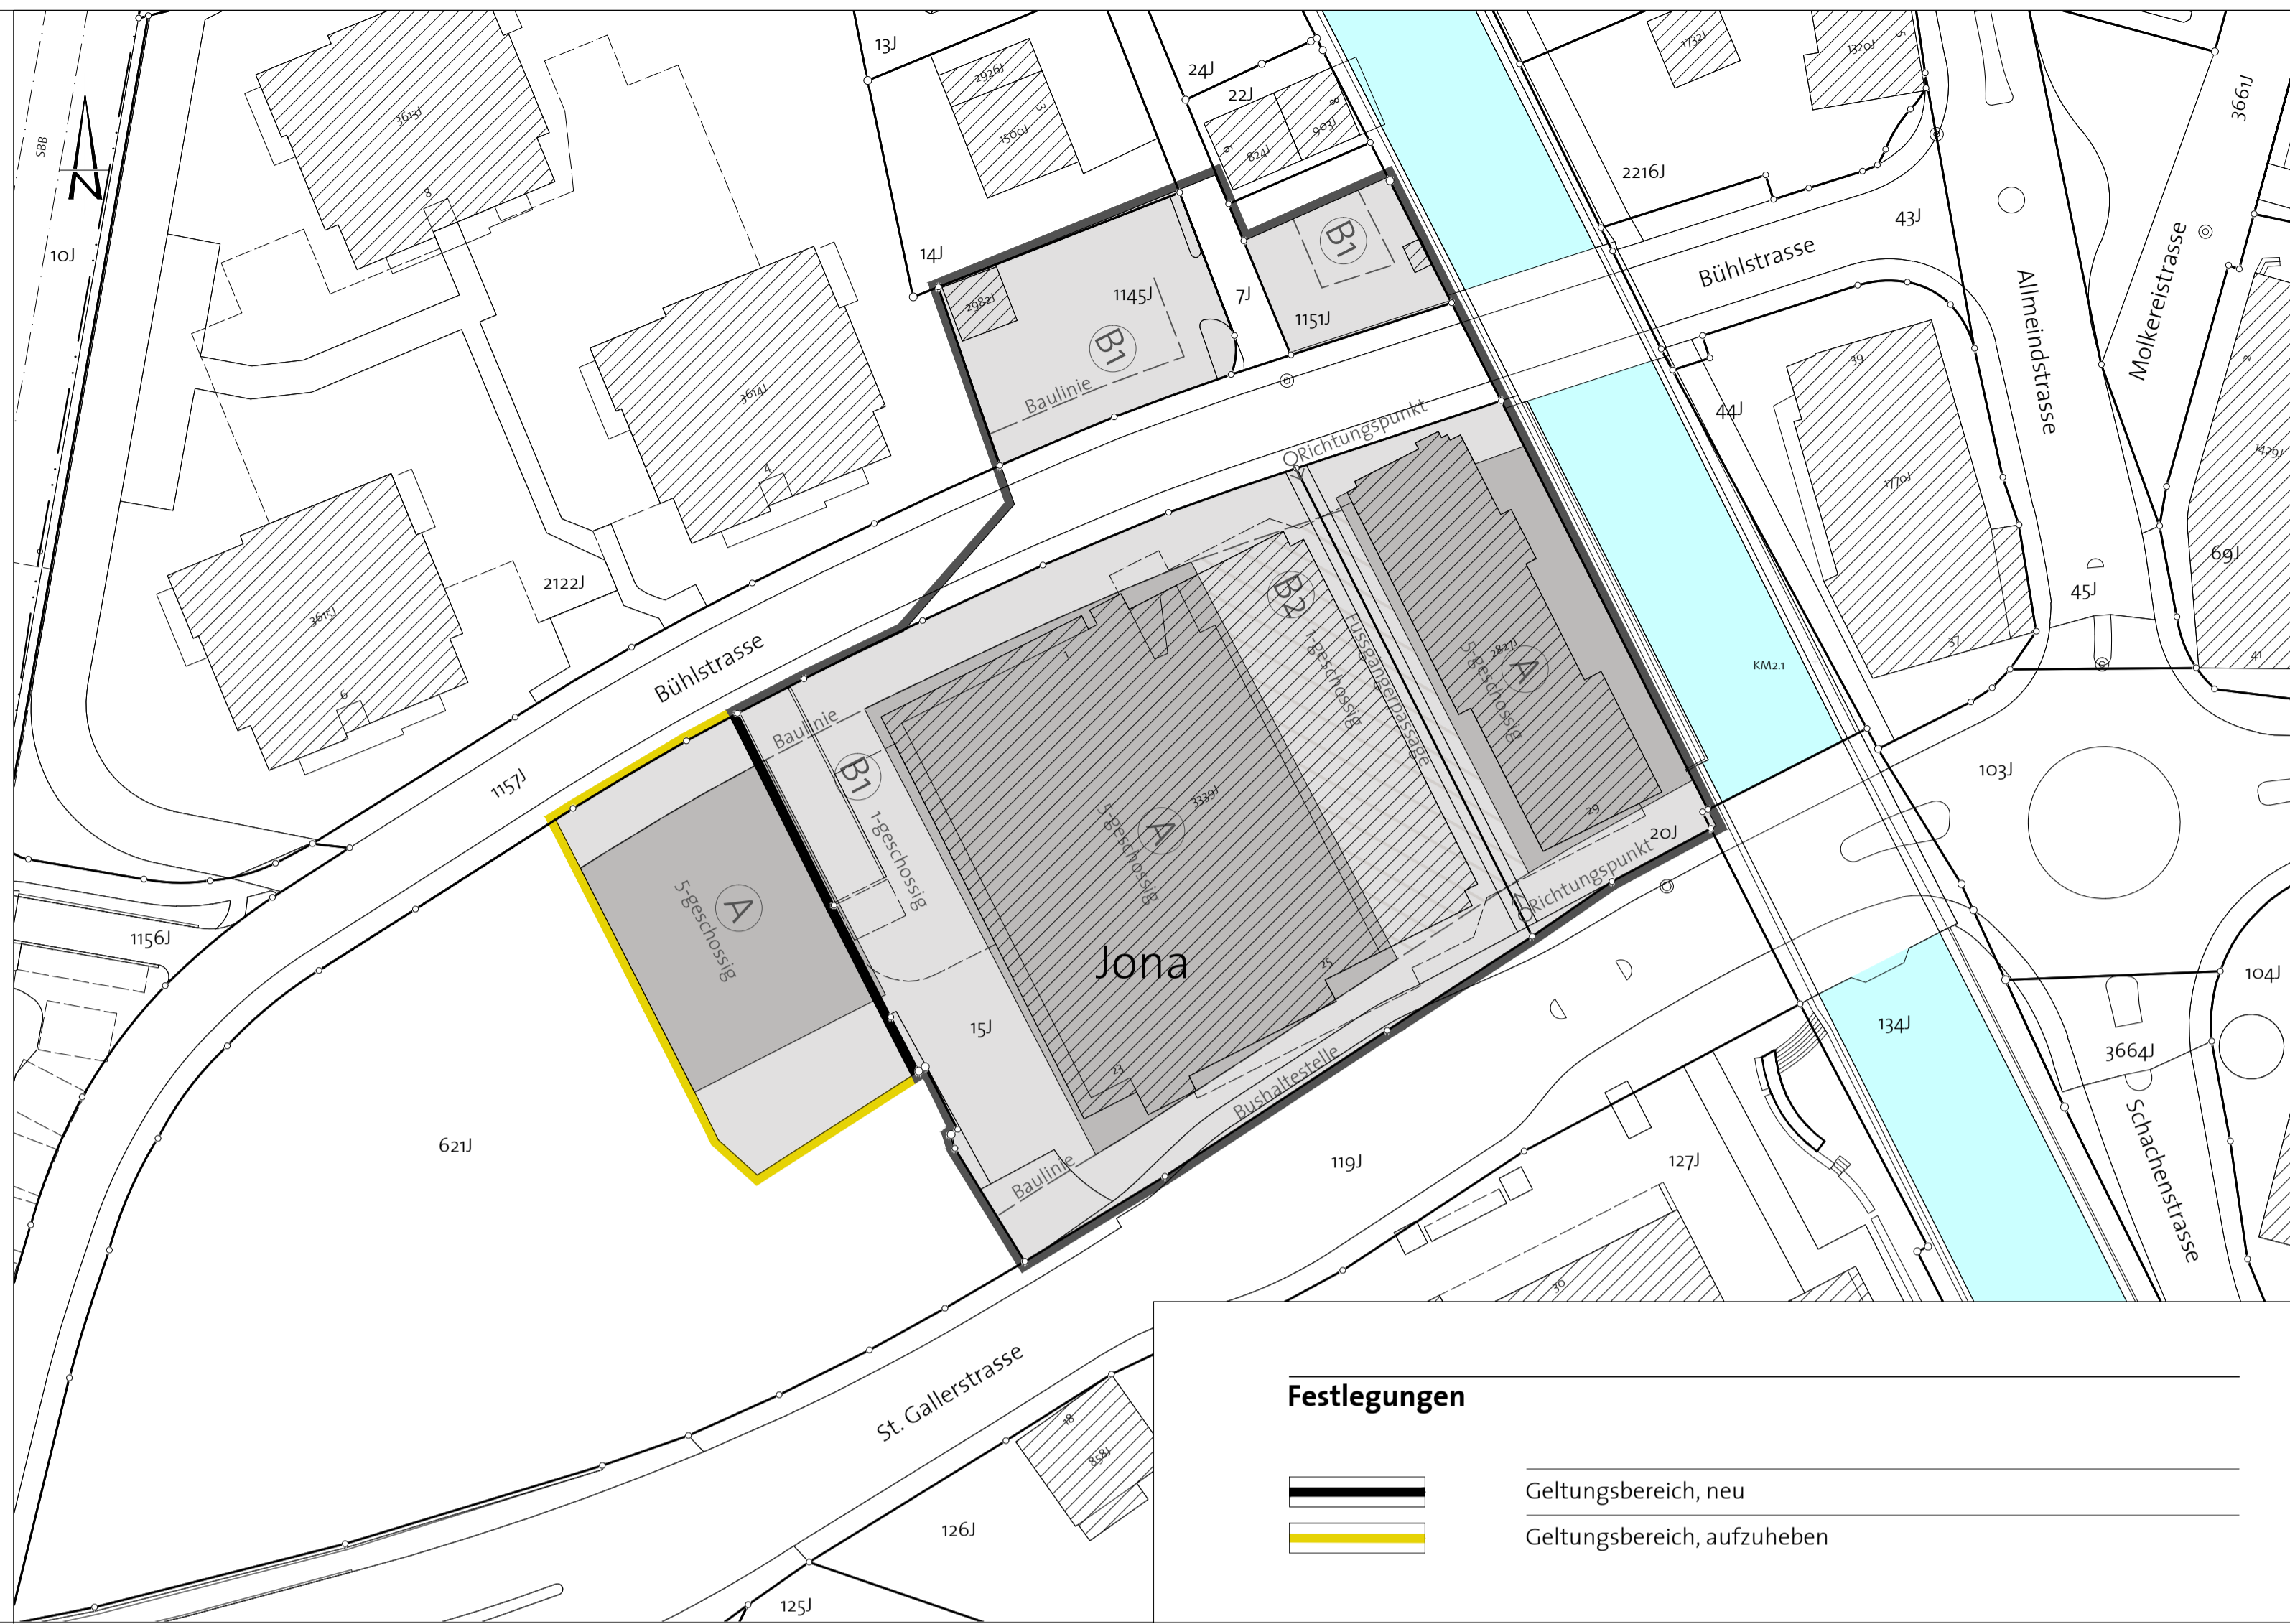 13J
24J
22J
2926J
3
1500J
8
903J
6
824J
1732J
1320J
5
3661J
SBB
N
3613J
8
10J
14J
2216J
43J
Bühlstrasse
Allmeindstrasse
Molkereistrasse
2982J
1145J
7J
1151J
B1
B1
Baulinie
Richtungspunkt
3614J
4
44J
39
1770J
37
2
1429J
69J
45J
41
2122J
3615J
6
Bühlstrasse
1157J
1156J
Baulinie
B1
1-geschossig
A
5-geschossig
1
3339J
A
5-geschossig
B2
1-geschossig
Fussgängerpassage
2827J
A
5-geschossig
29
20J
Richtungspunkt
KM2.1
103J
104J
Jona
15J
25
23
Bushaltestelle
Baulinie
134J
3664J
Schachenstrasse
621J
119J
127J
30
St. Gallerstrasse
18
858J
126J
125J
Festlegungen
Geltungsbereich, neu
Geltungsbereich, aufzuheben